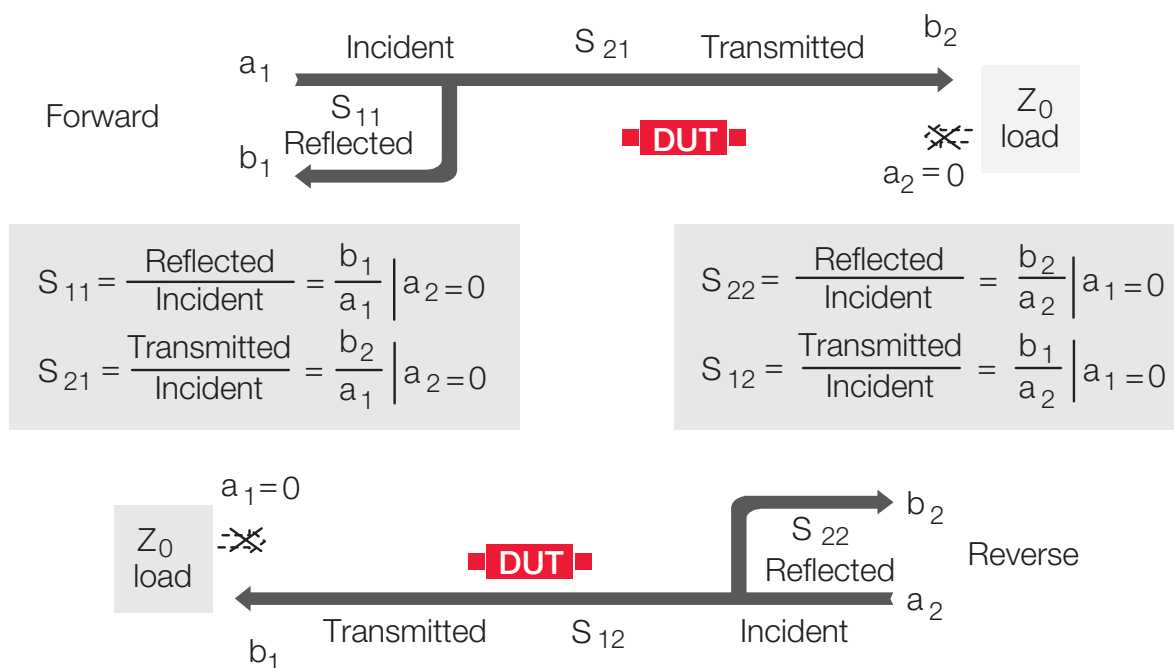 a1 Incident S21 Transmitted b2
Forward
S11
Reflected
b1
DUT
Z0
load
a2 = 0
S11 = Reflected / Incident = b1 / a1 | a2 = 0
S21 = Transmitted / Incident = b2 / a1 | a2 = 0
S22 = Reflected / Incident = b2 / a2 | a1 = 0
S12 = Transmitted / Incident = b1 / a2 | a1 = 0
a1 = 0
Z0
load
DUT
b2
S22
Reflected
Reverse
a2
b1 Transmitted S12 Incident